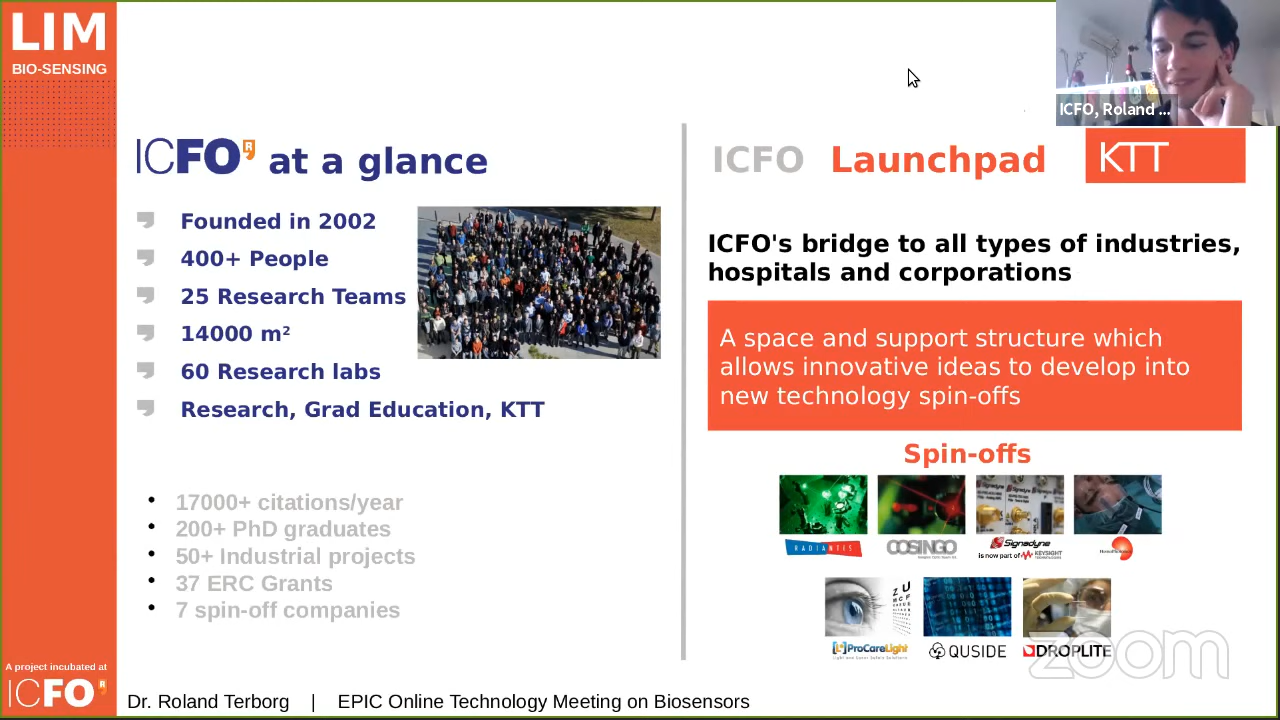 LIM
BIO-SENSING
ICFO, Roland ...
ICFO at a glance
Founded in 2002
400+ People
25 Research Teams
14000 m²
60 Research labs
Research, Grad Education, KTT
17000+ citations/year
200+ PhD graduates
50+ Industrial projects
37 ERC Grants
7 spin-off companies
ICFO Launchpad KTT
ICFO's bridge to all types of industries,
hospitals and corporations
A space and support structure which
allows innovative ideas to develop into
new technology spin-offs
Spin-offs
RADIANTIS
COSINGO
Signadyne
is now part of KEYSIGHT
TECHNOLOGIES
HemoPhotonics
ProCareLight
QUSIDE
DROPLITE
zoom
A project incubated at
ICFO
Dr. Roland Terborg | EPIC Online Technology Meeting on Biosensors